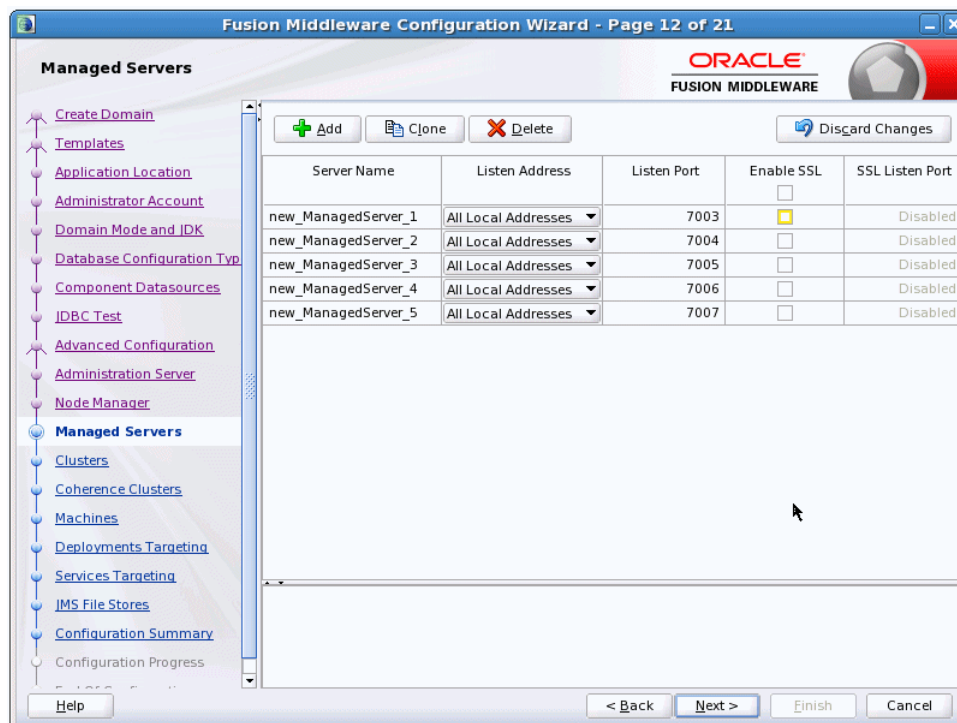 Fusion Middleware Configuration Wizard - Page 12 of 21
Managed Servers
ORACLE
FUSION MIDDLEWARE
Create Domain
Templates
Application Location
Administrator Account
Domain Mode and JDK
Database Configuration Typ
Component Datasources
JDBC Test
Advanced Configuration
Administration Server
Node Manager
Managed Servers
Clusters
Coherence Clusters
Machines
Deployments Targeting
Services Targeting
JMS File Stores
Configuration Summary
Configuration Progress
Add Clone Delete Discard Changes
Server Name Listen Address Listen Port Enable SSL SSL Listen Port
new_ManagedServer_1 All Local Addresses 7003 Disabled
new_ManagedServer_2 All Local Addresses 7004 Disabled
new_ManagedServer_3 All Local Addresses 7005 Disabled
new_ManagedServer_4 All Local Addresses 7006 Disabled
new_ManagedServer_5 All Local Addresses 7007 Disabled
Help < Back Next > Finish Cancel